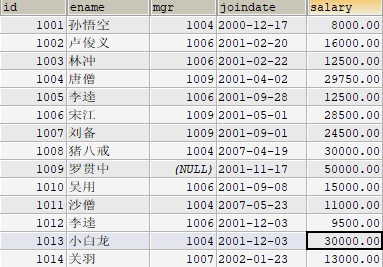 id ename mgr joindate salary
1001 孙悟空 1004 2000-12-17 8000.00
1002 卢俊义 1006 2001-02-20 16000.00
1003 林冲 1006 2001-02-22 12500.00
1004 唐僧 1009 2001-04-02 29750.00
1005 李逵 1006 2001-09-28 12500.00
1006 宋江 1009 2001-05-01 28500.00
1007 刘备 1009 2001-09-01 24500.00
1008 猪八戒 1004 2007-04-19 30000.00
1009 罗贯中 (NULL) 2001-11-17 50000.00
1010 吴用 1006 2001-09-08 15000.00
1011 沙僧 1004 2007-05-23 11000.00
1012 李逵 1006 2001-12-03 9500.00
1013 小白龙 1004 2001-12-03 30000.00
1014 关羽 1007 2002-01-23 13000.00